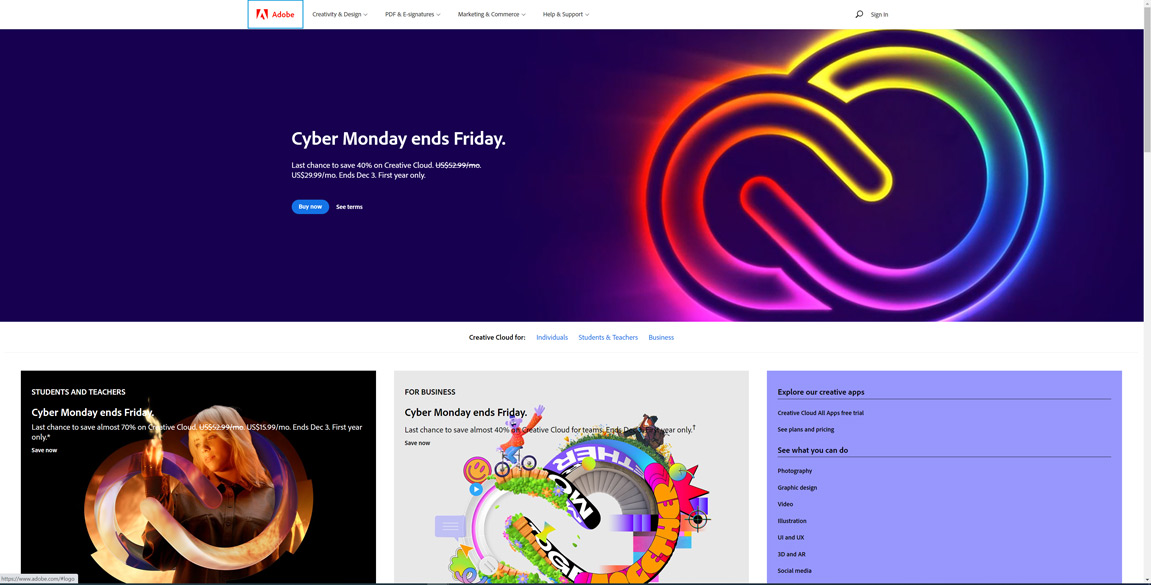 Adobe
Creativity & Design
PDF & E-signatures
Marketing & Commerce
Help & Support
Sign In
Cyber Monday ends Friday.
Last chance to save 40% on Creative Cloud. US$52.99/mo.
US$29.99/mo. Ends Dec 3. First year only.
Buy now
See terms
Creative Cloud for:
Individuals
Students & Teachers
Business
STUDENTS AND TEACHERS
Cyber Monday ends Friday.
Last chance to save almost 70% on Creative Cloud. US$52.99/mo. US$15.99/mo. Ends Dec 3. First year
only.*
Save now
FOR BUSINESS
Cyber Monday ends Friday.
Last chance to save almost 40% on Creative Cloud for teams. Ends Dec 3. First year only.†
Save now
Explore our creative apps
Creative Cloud All Apps free trial
See plans and pricing
See what you can do
Photography
Graphic design
Video
Illustration
UI and UX
3D and AR
Social media
https://www.adobe.com/#logo